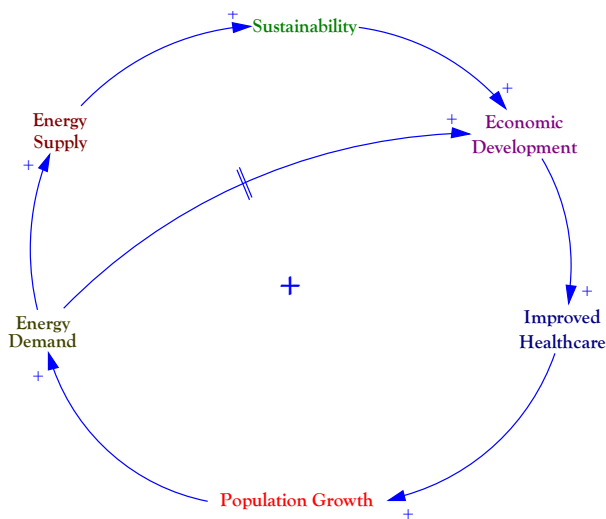 +
Sustainability
+
+
Energy
Supply
+
Economic
Development
+
+
+
Improved
Healthcare
Energy
Demand
+
Population Growth
+